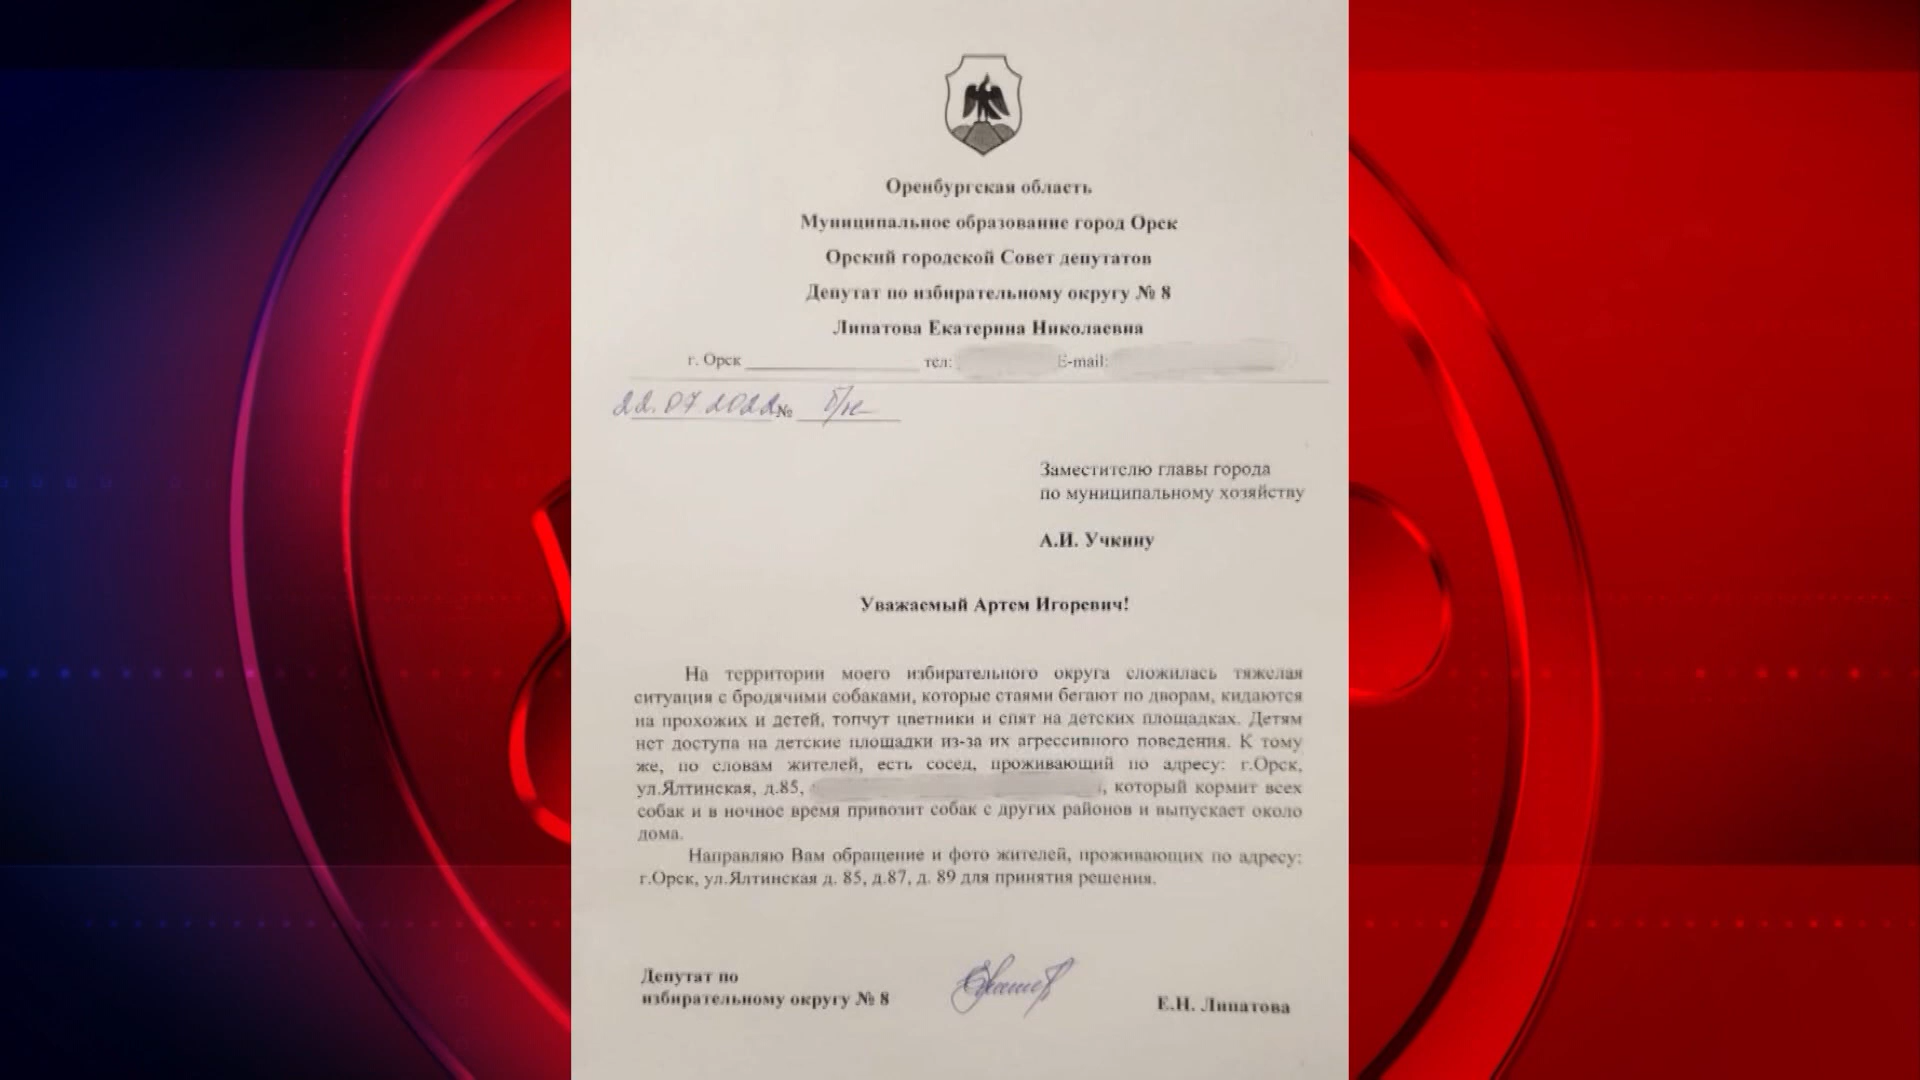 Оренбургская область
Муниципальное образование город Орск
Орский городской Совет депутатов
Депутат по избирательному округу № 8
Липатова Екатерина Николаевна
г. Орск ______________ тел: E-mail:
22.07.2022 № б/н
Заместителю главы города
по муниципальному хозяйству
А.И. Учкину
Уважаемый Артем Игоревич!
На территории моего избирательного округа сложилась тяжелая
ситуация с бродячими собаками, которые стаями бегают по дворам, кидаются
на прохожих и детей, топчут цветники и спят на детских площадках. Детям
нет доступа на детские площадки из-за их агрессивного поведения. К тому
же, по словам жителей, есть сосед, проживающий по адресу: г.Орск,
ул.Ялтинская, д.85, , который кормит всех
собак и в ночное время привозит собак с других районов и выпускает около
дома.
Направляю Вам обращение и фото жителей, проживающих по адресу:
г.Орск, ул.Ялтинская д. 85, д.87, д. 89 для принятия решения.
Депутат по
избирательному округу № 8
Е.Н. Липатова